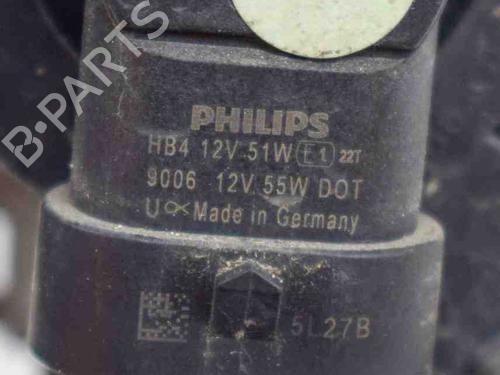 B-PARTS
PHILIPS
HB4 12V 51W E1 22T
9006 12V 55W DOT
U∝ Made in Germany
5L27B